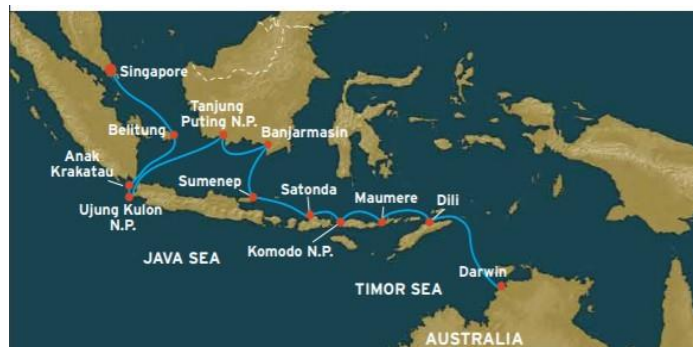 Singapore
Tanjung
Puting N.P.
Belitung
Banjarmasin
Anak
Krakatau
Sumenep
Satonda
Maumere
Dili
Ujung Kulon
N.P.
Komodo N.P.
JAVA SEA
Darwin
TIMOR SEA
AUSTRALIA